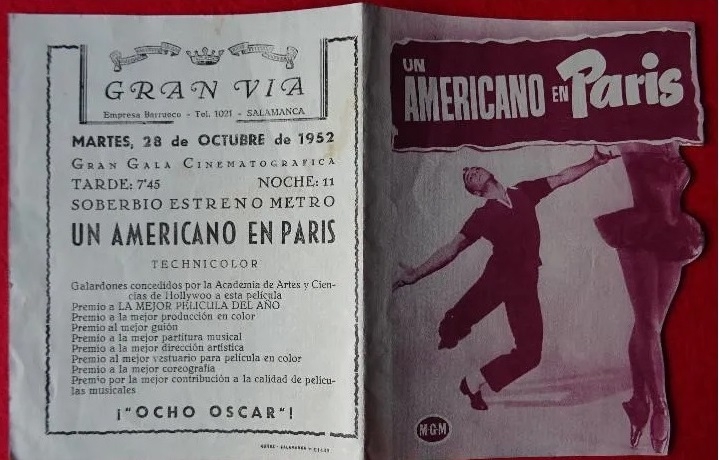 GRAN VIA
Empresa Barrueco - Tel. 1021 - SALAMANCA
MARTES, 28 de OCTUBRE de 1952
GRAN GALA CINEMATOGRAFICA
TARDE: 7'45 NOCHE: 11
SOBERBIO ESTRENO METRO
UN AMERICANO EN PARIS
TECHNICOLOR
Galardones concedidos por la Academia de Artes y Cien-
cias de Hollywoo a esta película
Premio a LA MEJOR PELICULA DEL AÑO
Premio a la mejor producción en color
Premio al mejor guión
Premio a la mejor partitura musical
Premio a la mejor dirección artística
Premio al mejor vestuario para película en color
Premio a la mejor coreografía
Premio por la mejor contribución a la calidad de pelícu-
las musicales
¡"OCHO OSCAR"!
SALAMANCA
UN
AMERICANO EN Paris
M-G-M